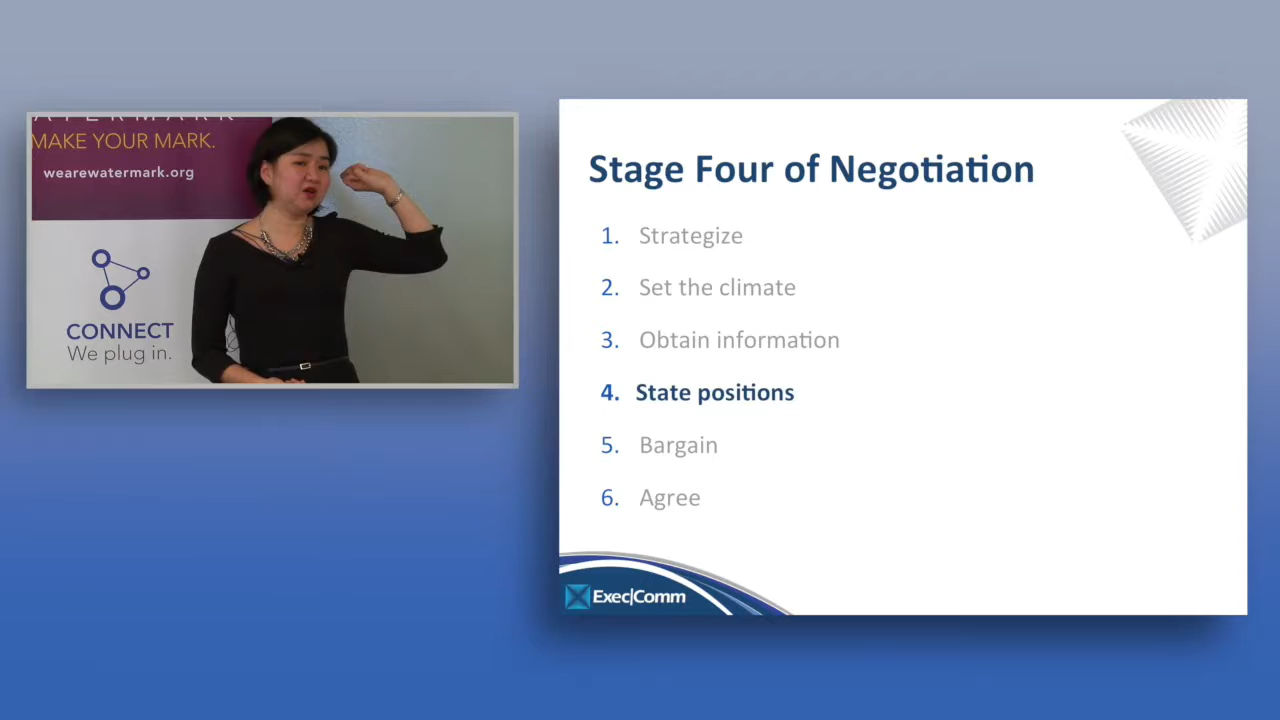 MAKE YOUR MARK.
wearewatermark.org
CONNECT
We plug in.
Stage Four of Negotiation
1. Strategize
2. Set the climate
3. Obtain information
4. State positions
5. Bargain
6. Agree
Exec|Comm